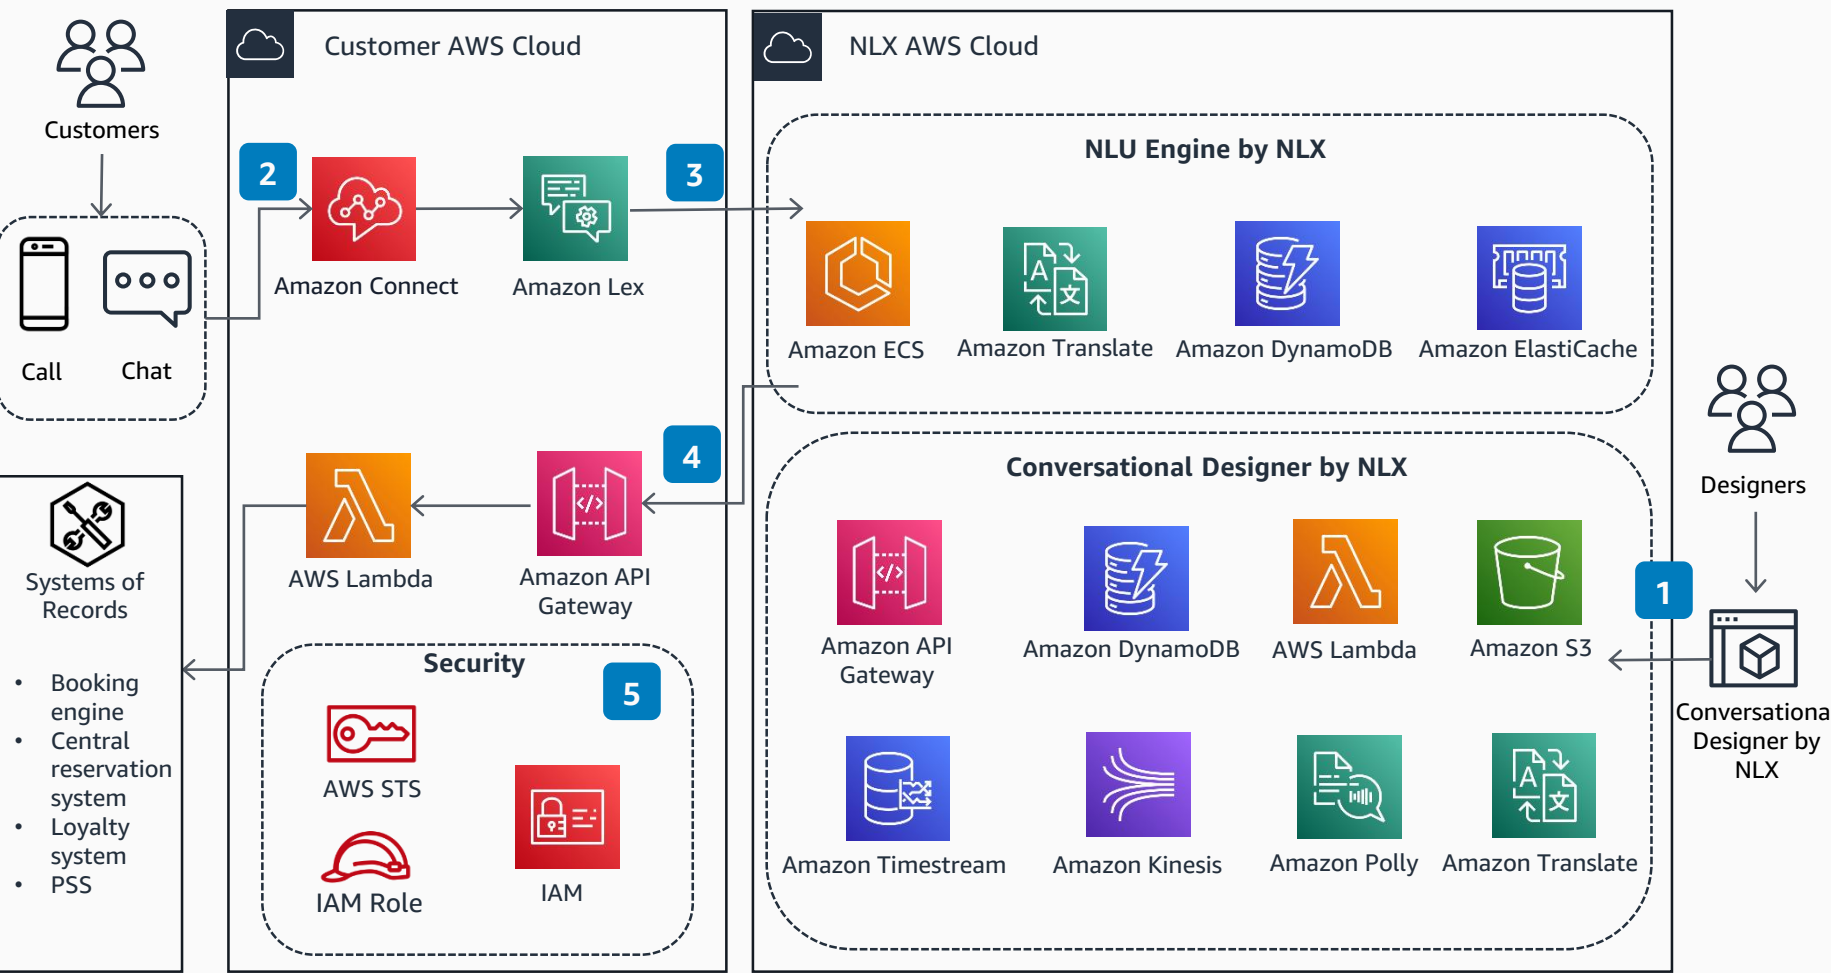 Customers
Call
Chat
Systems of
Records
• Booking
engine
• Central
reservation
system
• Loyalty
system
• PSS
Customer AWS Cloud
2
Amazon Connect
Amazon Lex
3
4
AWS Lambda
Amazon API
Gateway
Security
5
AWS STS
IAM Role
IAM
NLX AWS Cloud
NLU Engine by NLX
A
文
Amazon ECS
Amazon Translate
Amazon DynamoDB
Amazon ElastiCache
Conversational Designer by NLX
Amazon API
Gateway
Amazon DynamoDB
AWS Lambda
Amazon S3
A
文
Amazon Timestream
Amazon Kinesis
Amazon Polly
Amazon Translate
Designers
1
Conversationa
Designer by
NLX